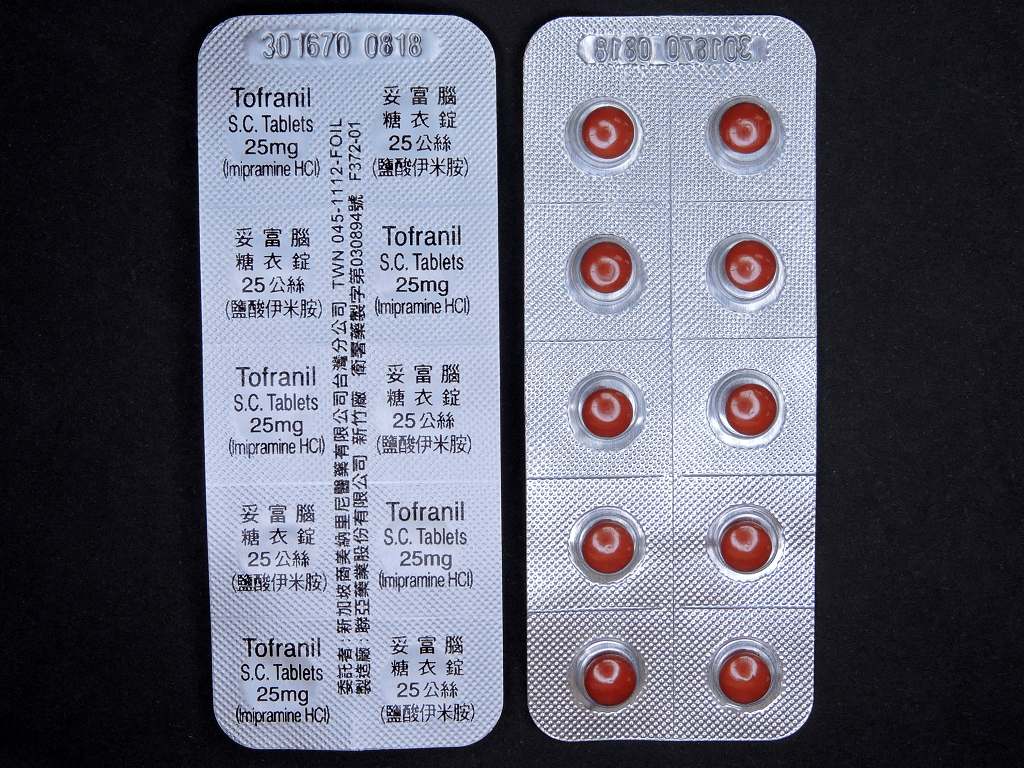 301670 0818
Tofranil
S.C. Tablets
25mg
(Imipramine HCl)
妥富腦
糖衣錠
25公絲
(鹽酸伊米胺)
妥富腦
糖衣錠
25公絲
(鹽酸伊米胺)
Tofranil
S.C. Tablets
25mg
(Imipramine HCl)
Tofranil
S.C. Tablets
25mg
(Imipramine HCl)
妥富腦
糖衣錠
25公絲
(鹽酸伊米胺)
妥富腦
糖衣錠
25公絲
(鹽酸伊米胺)
Tofranil
S.C. Tablets
25mg
(Imipramine HCl)
Tofranil
S.C. Tablets
25mg
(Imipramine HCl)
妥富腦
糖衣錠
25公絲
(鹽酸伊米胺)
委託者:新加坡商美納里尼醫藥有限公司台灣分公司 TWN 045-1112-FOIL
製造廠:聯亞藥業股份有限公司 新竹廠 衛署藥製字第030894號 F372-01
301670 0818